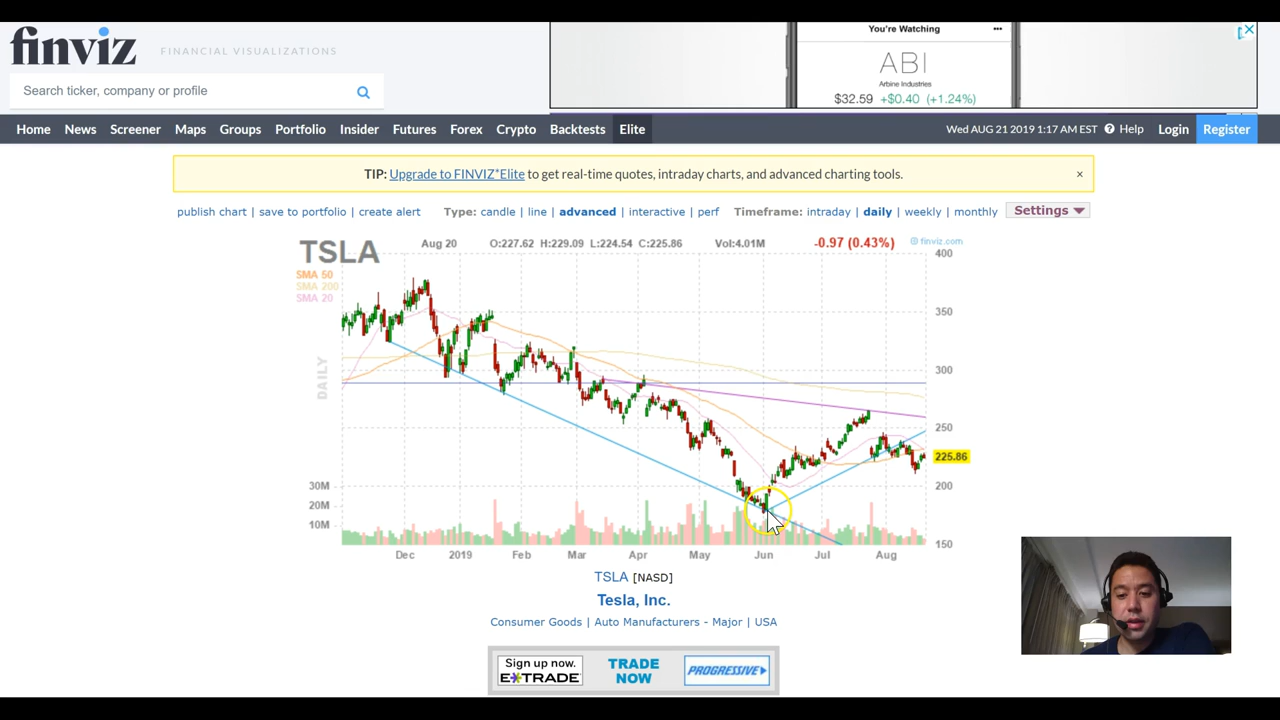 finviz FINANCIAL VISUALIZATIONS
Search ticker, company or profile
You're Watching
ABI
Arbine Industries
$32.59 +$0.40 (+1.24%)
Home News Screener Maps Groups Portfolio Insider Futures Forex Crypto Backtests Elite Wed AUG 21 2019 1:17 AM EST Help Login Register
TIP: Upgrade to FINVIZ*Elite to get real-time quotes, intraday charts, and advanced charting tools. ×
publish chart | save to portfolio | create alert Type: candle | line | advanced | interactive | perf Timeframe: intraday | daily | weekly | monthly Settings
TSLA Aug 20 O:227.62 H:229.09 L:224.54 C:225.86 Vol:4.01M -0.97 (0.43%) © finviz.com
400
SMA 50
SMA 200
SMA 20
350
300
DAILY
250
225.86
30M 200
20M
10M
150
Dec 2019 Feb Mar Apr May Jun Jul Aug
TSLA [NASD]
Tesla, Inc.
Consumer Goods | Auto Manufacturers - Major | USA
Sign up now.
E*TRADE
TRADE
NOW
PROGRESSIVE